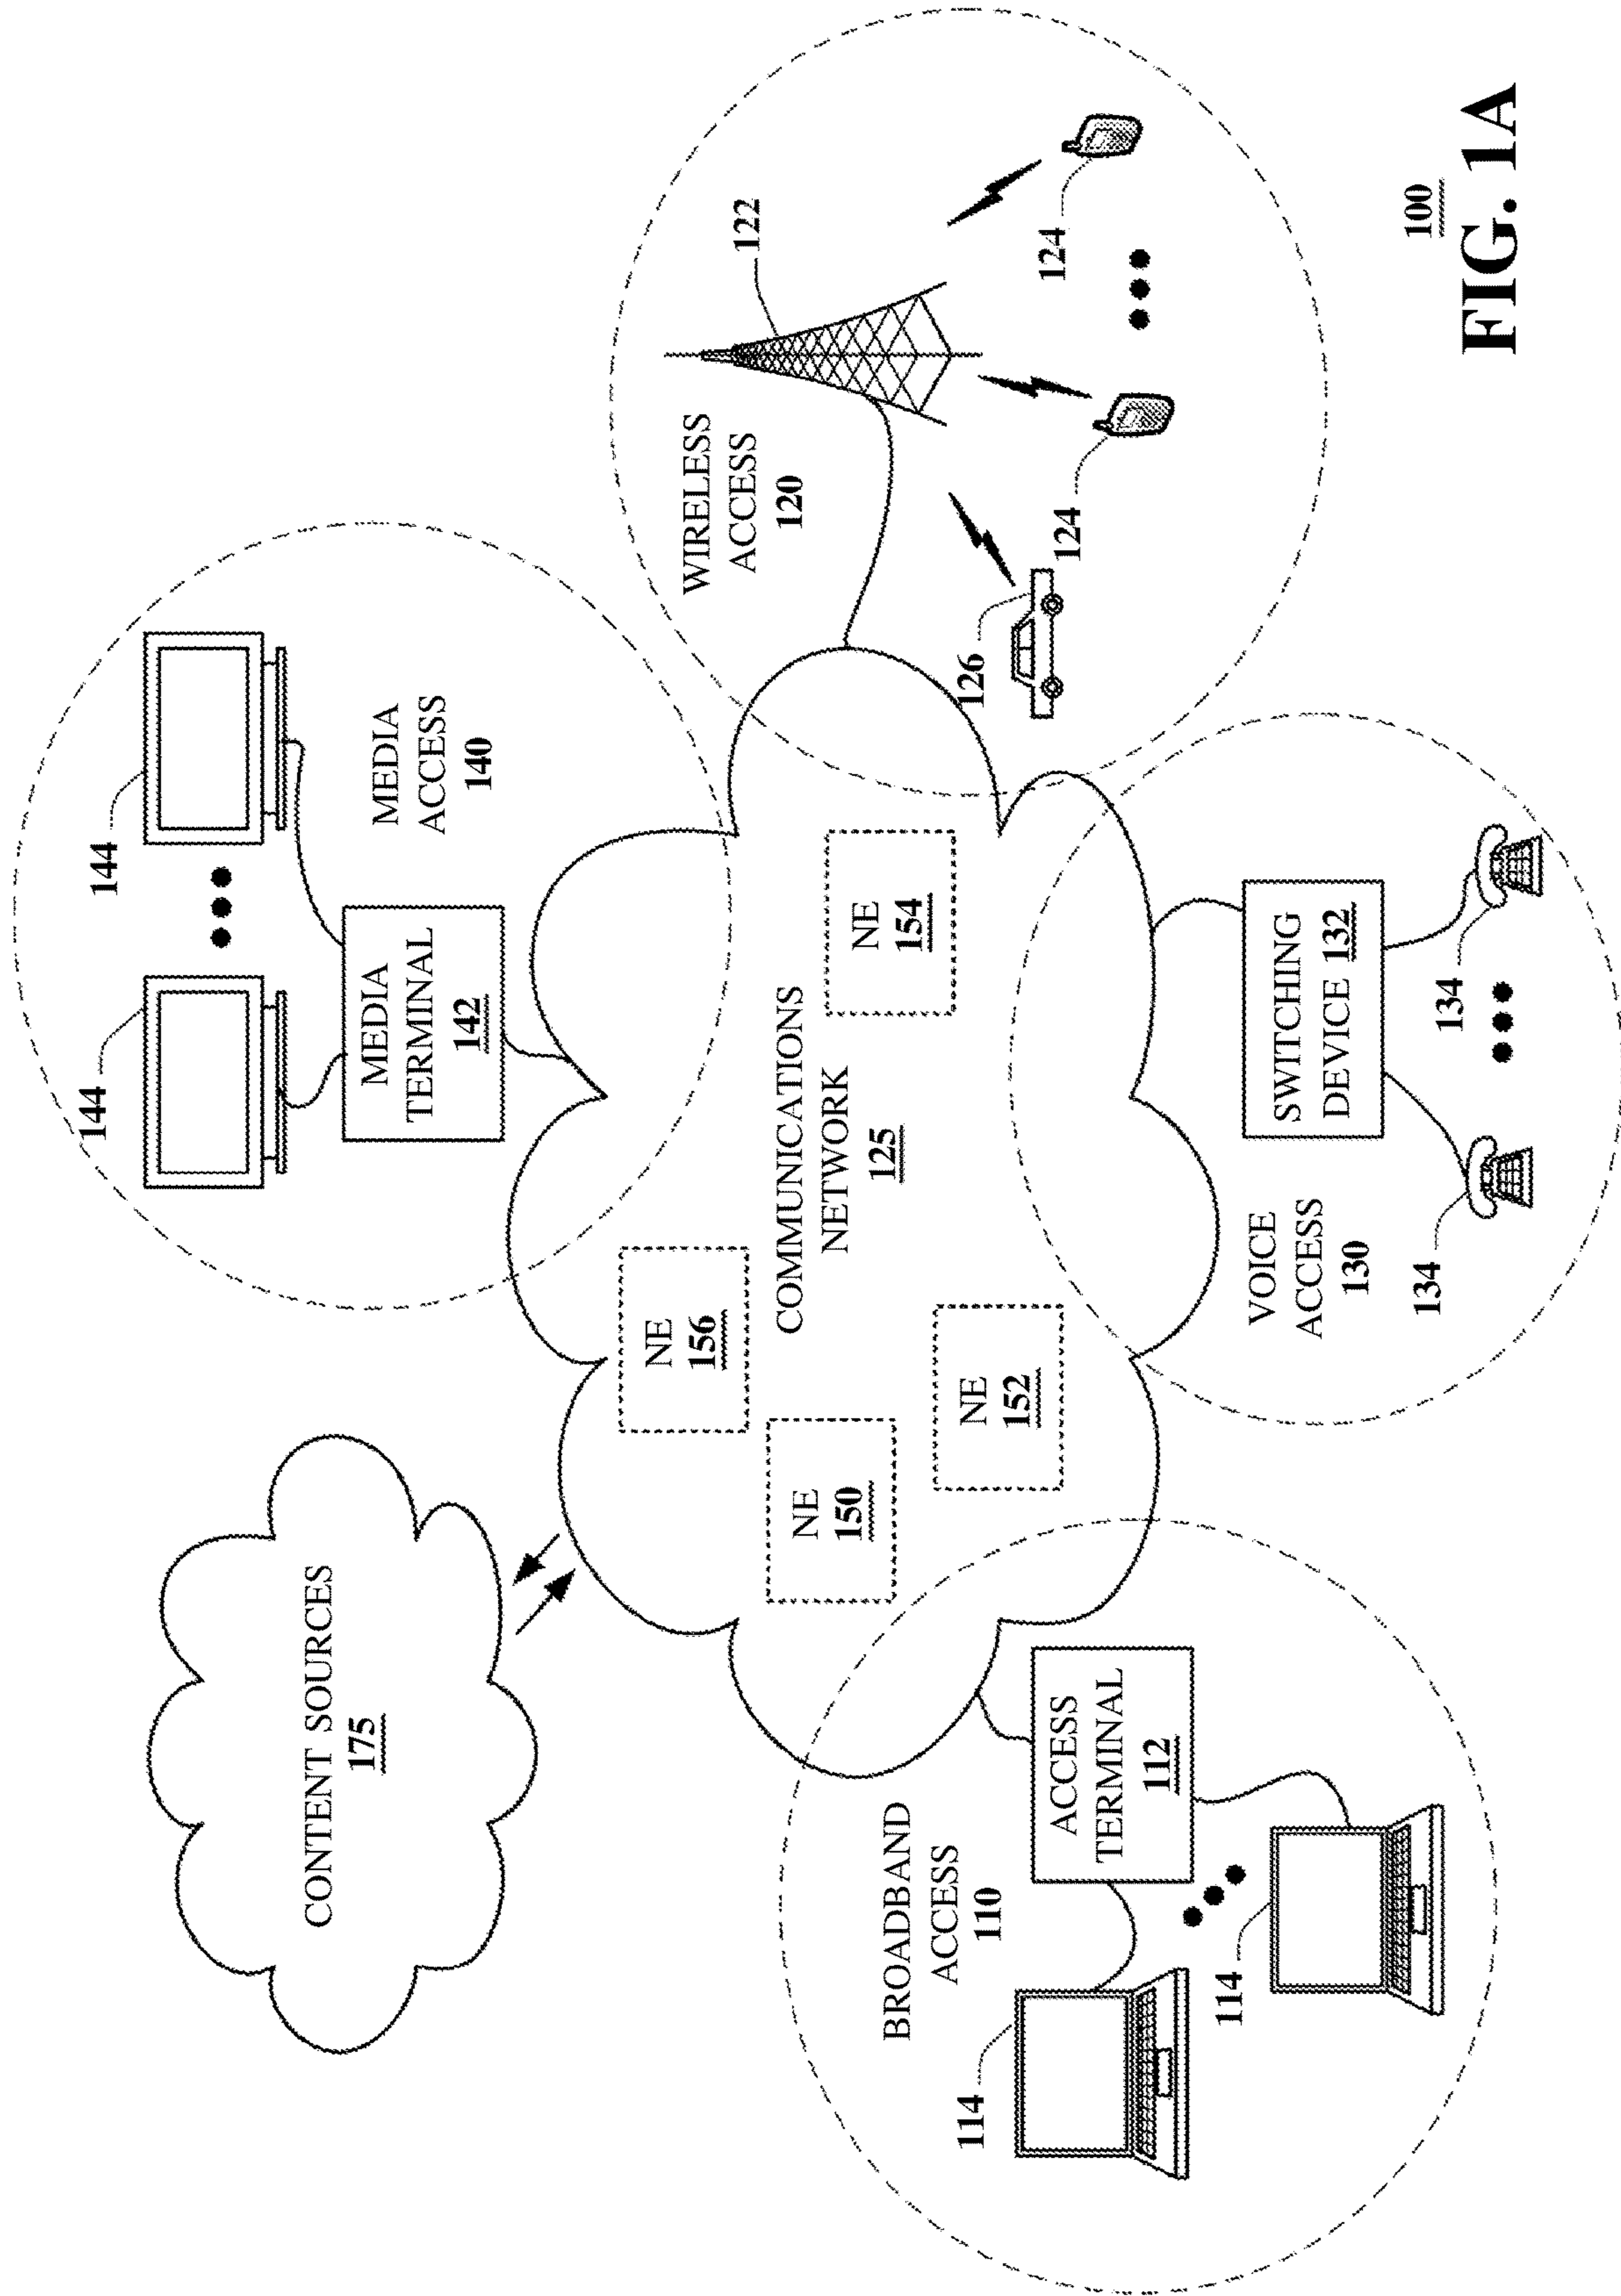 CONTENT SOURCES
175
144
144
MEDIA
TERMINAL
142
MEDIA
ACCESS
140
NE
156
NE
150
NE
152
COMMUNICATIONS
NETWORK
125
NE
154
WIRELESS
ACCESS
120
122
126
124
124
BROADBAND
ACCESS
110
ACCESS
TERMINAL
112
114
114
VOICE
ACCESS
130
SWITCHING
DEVICE 132
134
134
100
FIG. 1A